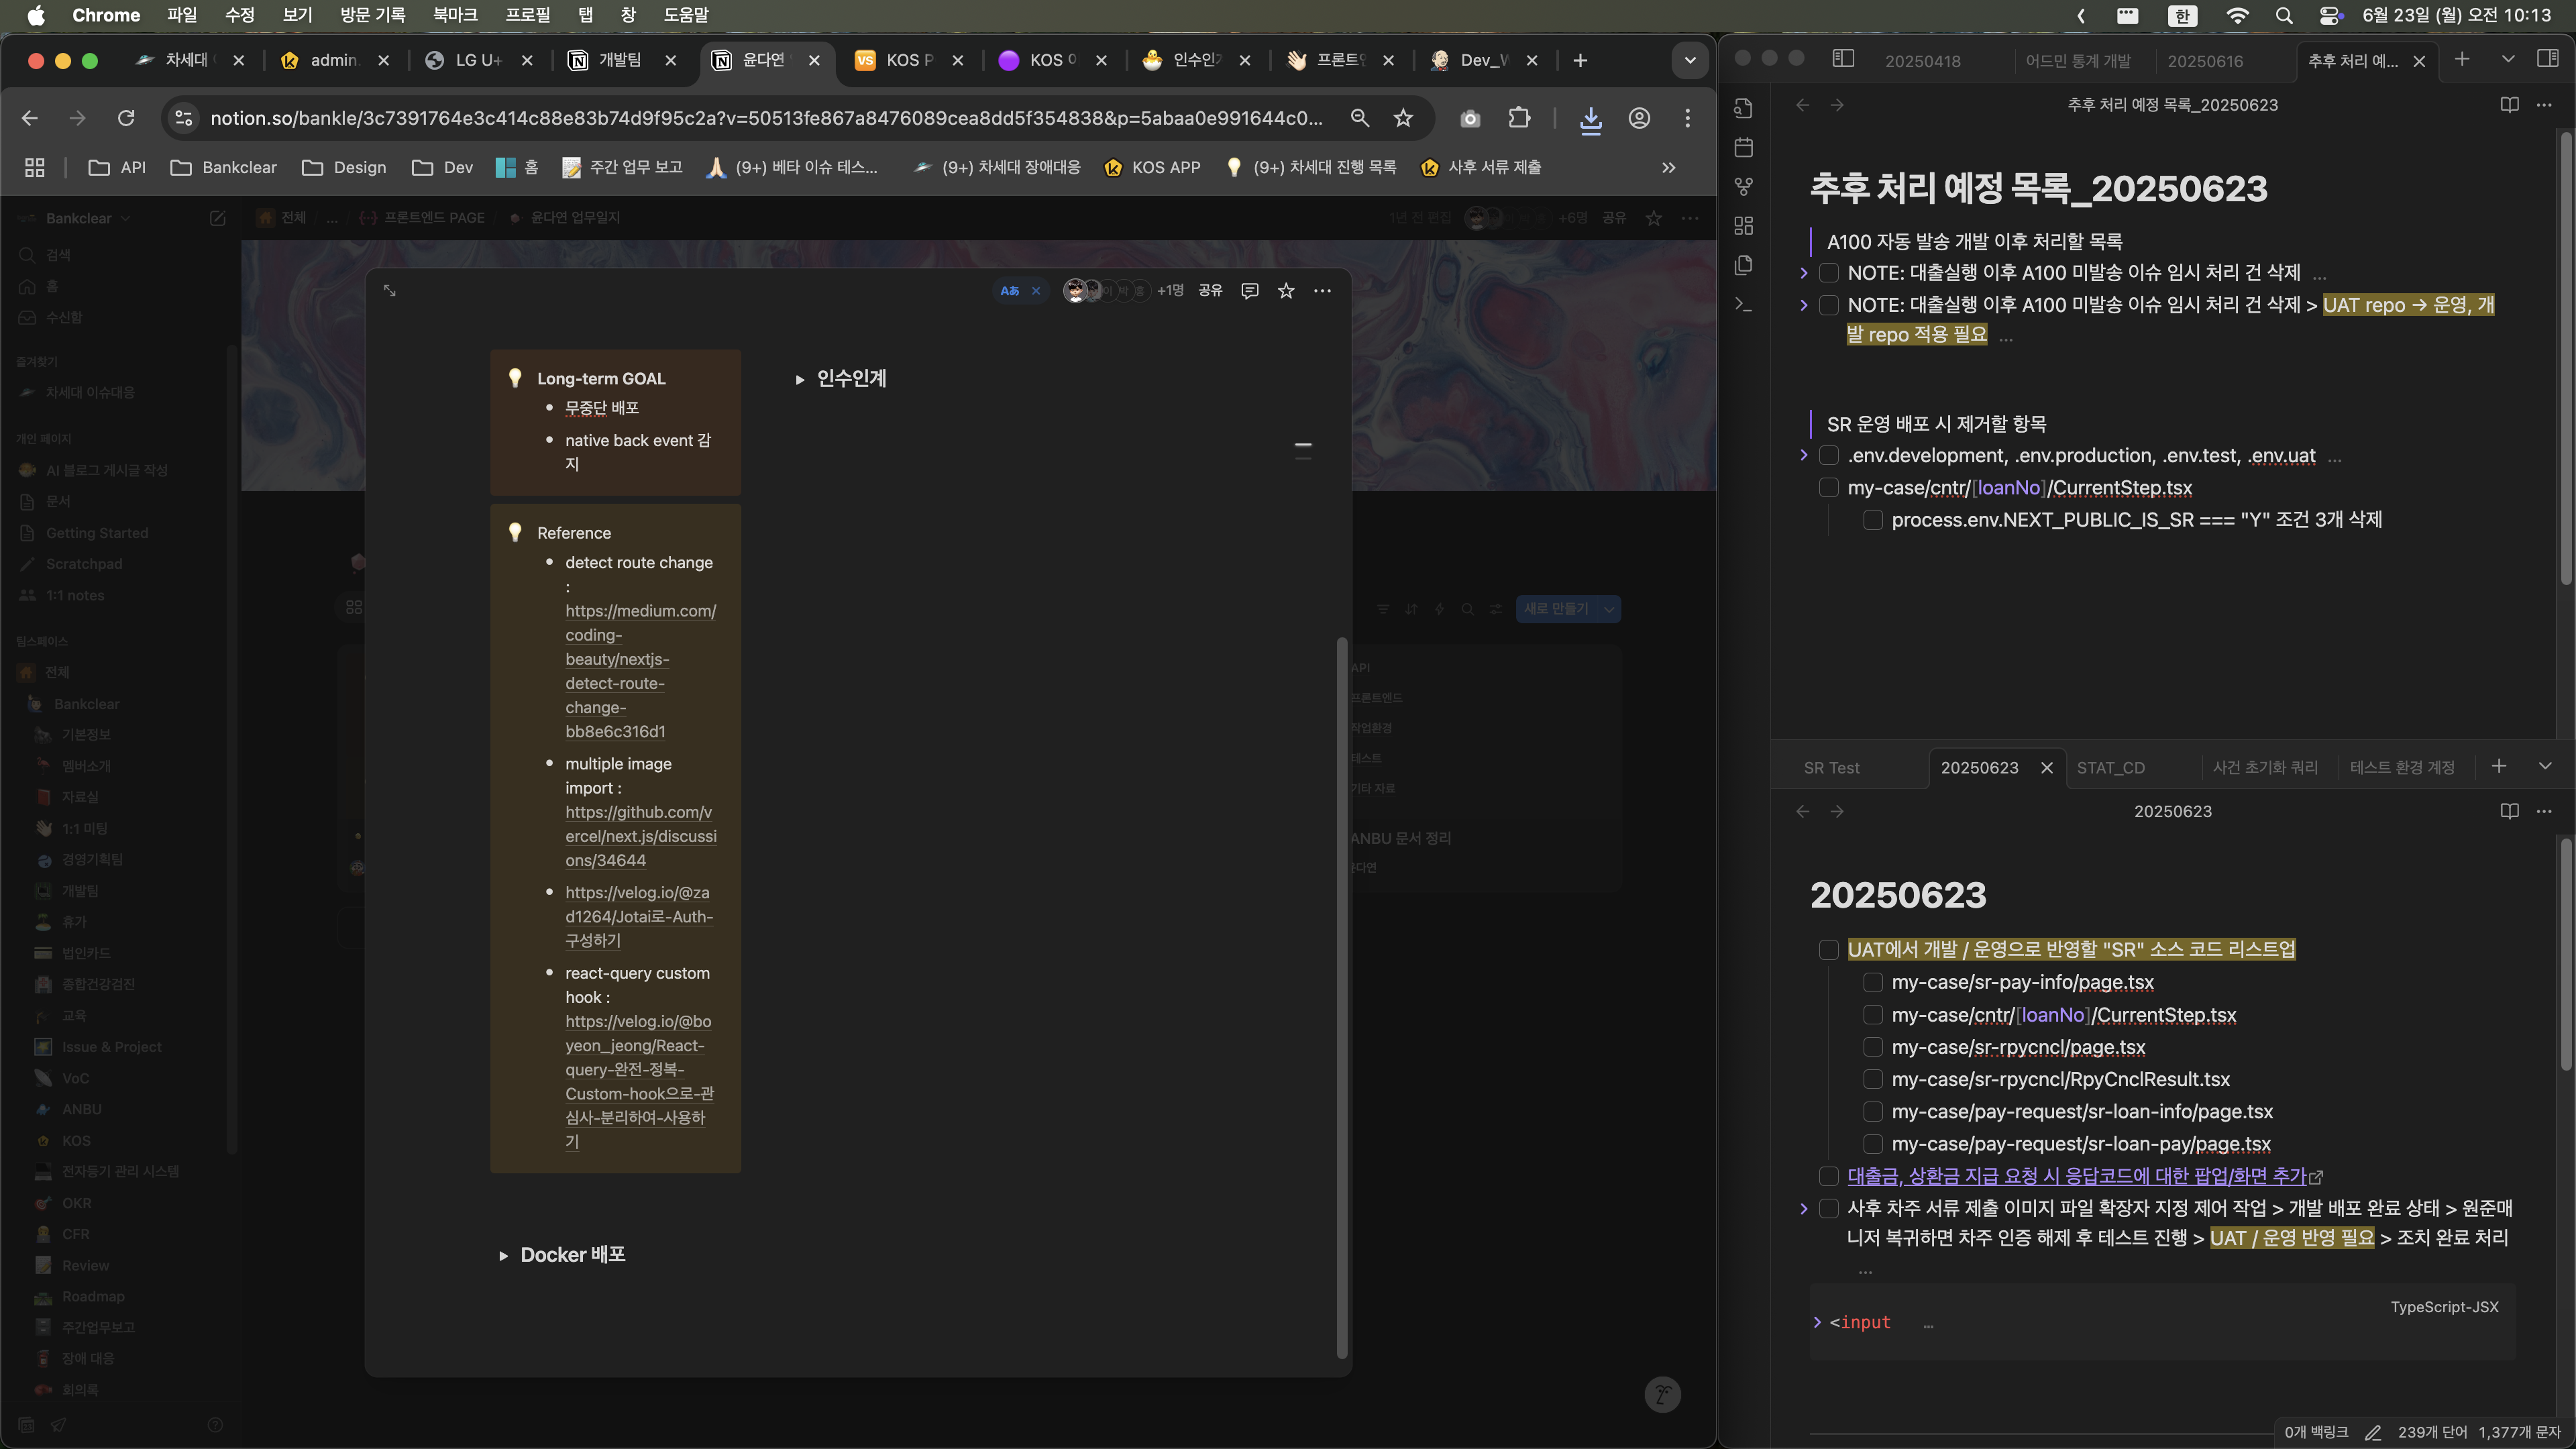 Chrome 파일 수정 보기 방문 기록 북마크 프로필 탭 창 도움말
한 6월 23일 (월) 오전 10:13
차세대 admin. LG U+ 개발팀 윤다연 KOS P KOS 인수인 프론트 Dev_
notion.so/bankle/3c7391764e3c414c88e83b74d9f95c2a?v=50513fe867a8476089cea8dd5f354838&p=5abaa0e991644c0...
API Bankclear Design Dev 홈 주간 업무 보고 (9+) 베타 이슈 테스... (9+) 차세대 장애대응 KOS APP (9+) 차세대 진행 목록 사후 서류 제출
Bankclear
전체 / ... / 프론트엔드 PAGE / 윤다연 업무일지
1년 전 편집 +6명 공유
검색
홈
수신함
즐겨찾기
차세대 이슈대응
개인 페이지
AI 블로그 게시글 작성
문서
Getting Started
Scratchpad
1:1 notes
팀스페이스
전체
Bankclear
기본정보
멤버소개
자료실
1:1 미팅
경영기획팀
개발팀
휴가
법인카드
종합건강검진
교육
Issue & Project
VoC
ANBU
KOS
전자등기 관리 시스템
OKR
CFR
Review
Roadmap
주간업무보고
장애 대응
회의록
Aあ 이 박 홍 +1명 공유
Long-term GOAL
무중단 배포
native back event 감
지
Reference
detect route change
:
https://medium.com/
coding-
beauty/nextjs-
detect-route-
change-
bb8e6c316d1
multiple image
import :
https://github.com/v
ercel/next.js/discussi
ons/34644
https://velog.io/@za
d1264/Jotai로-Auth-
구성하기
react-query custom
hook :
https://velog.io/@bo
yeon_jeong/React-
query-완전-정복-
Custom-hook으로-관
심사-분리하여-사용하
기
Docker 배포
인수인계
새로 만들기
API
프론트엔드
작업환경
테스트
기타 자료
ANBU 문서 정리
윤다연
20250418 어드민 통계 개발 20250616 추후 처리 예...
추후 처리 예정 목록_20250623
추후 처리 예정 목록_20250623
A100 자동 발송 개발 이후 처리할 목록
NOTE: 대출실행 이후 A100 미발송 이슈 임시 처리 건 삭제 ...
NOTE: 대출실행 이후 A100 미발송 이슈 임시 처리 건 삭제 > UAT repo → 운영, 개
발 repo 적용 필요 ...
SR 운영 배포 시 제거할 항목
.env.development, .env.production, .env.test, .env.uat ...
my-case/cntr/[loanNo]/CurrentStep.tsx
process.env.NEXT_PUBLIC_IS_SR === "Y" 조건 3개 삭제
SR Test 20250623 STAT_CD 사건 초기화 쿼리 테스트 환경 계정
20250623
20250623
UAT에서 개발 / 운영으로 반영할 "SR" 소스 코드 리스트업
my-case/sr-pay-info/page.tsx
my-case/cntr/[loanNo]/CurrentStep.tsx
my-case/sr-rpycncl/page.tsx
my-case/sr-rpycncl/RpyCnclResult.tsx
my-case/pay-request/sr-loan-info/page.tsx
my-case/pay-request/sr-loan-pay/page.tsx
대출금, 상환금 지급 요청 시 응답코드에 대한 팝업/화면 추가
사후 차주 서류 제출 이미지 파일 확장자 지정 제어 작업 > 개발 배포 완료 상태 > 원준매
니저 복귀하면 차주 인증 해제 후 테스트 진행 > UAT / 운영 반영 필요 > 조치 완료 처리
...
TypeScript-JSX
<input ...
0개 백링크 239개 단어 1,377개 문자